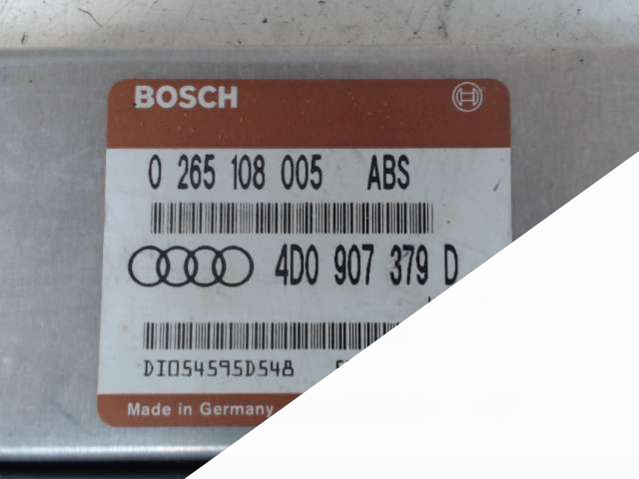 BOSCH
0 265 108 005 ABS
4D0 907 379 D
DI054595D548
Made in Germany